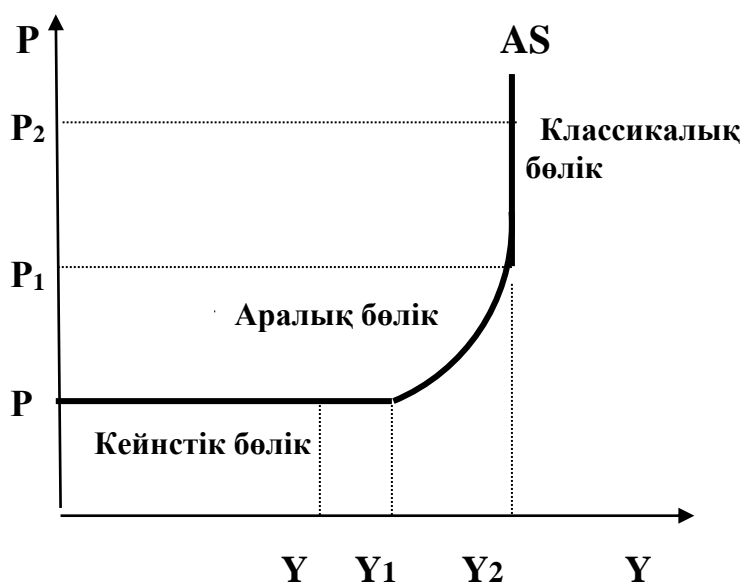 P AS
P₂ Классикалық
бөлік
P₁
Аралық бөлік
P
Кейнстік бөлік
Y Y1 Y2 Y